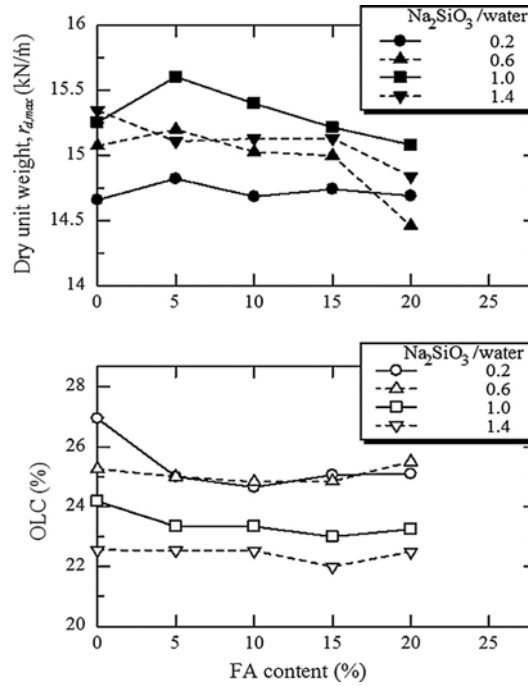 Na₂SiO₃/water
0.2
0.6
1.0
1.4
Dry unit weight, rd,max (kN/m)
16
15.5
15
14.5
14
0 5 10 15 20 25
Na₂SiO₃/water
0.2
0.6
1.0
1.4
OLC (%)
28
26
24
22
20
0 5 10 15 20 25
FA content (%)